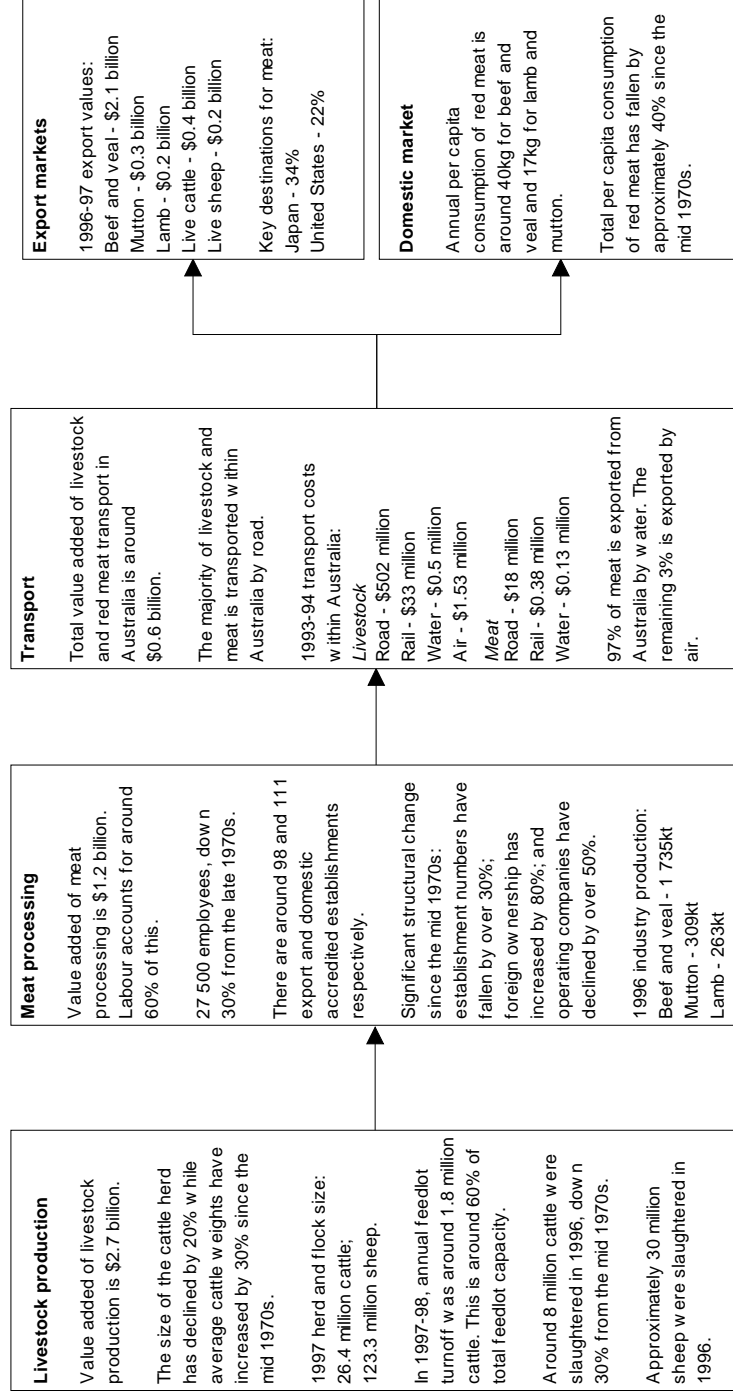 Livestock production
Value added of livestock
production is $2.7 billion.
The size of the cattle herd
has declined by 20% while
average cattle weights have
increased by 30% since the
mid 1970s.
1997 herd and flock size:
26.4 million cattle;
123.3 million sheep.
In 1997-98, annual feedlot
turnoff was around 1.8 million
cattle. This is around 60% of
total feedlot capacity.
Around 8 million cattle were
slaughtered in 1996, down
30% from the mid 1970s.
Approximately 30 million
sheep were slaughtered in
1996.
Meat processing
Value added of meat
processing is $1.2 billion.
Labour accounts for around
60% of this.
27 500 employees, down
30% from the late 1970s.
There are around 98 and 111
export and domestic
accredited establishments
respectively.
Significant structural change
since the mid 1970s:
establishment numbers have
fallen by over 30%;
foreign ownership has
increased by 80%; and
operating companies have
declined by over 50%.
1996 industry production:
Beef and veal - 1 735kt
Mutton - 309kt
Lamb - 263kt
Transport
Total value added of livestock
and red meat transport in
Australia is around
$0.6 billion.
The majority of livestock and
meat is transported within
Australia by road.
1993-94 transport costs
within Australia:
Livestock
Road - $502 million
Rail - $33 million
Water - $0.5 million
Air - $1.53 million
Meat
Road - $18 million
Rail - $0.38 million
Water - $0.13 million
97% of meat is exported from
Australia by water. The
remaining 3% is exported by
air.
Export markets
1996-97 export values:
Beef and veal - $2.1 billion
Mutton - $0.3 billion
Lamb - $0.2 billion
Live cattle - $0.4 billion
Live sheep - $0.2 billion
Key destinations for meat:
Japan - 34%
United States - 22%
Domestic market
Annual per capita
consumption of red meat is
around 40kg for beef and
veal and 17kg for lamb and
mutton.
Total per capita consumption
of red meat has fallen by
approximately 40% since the
mid 1970s.